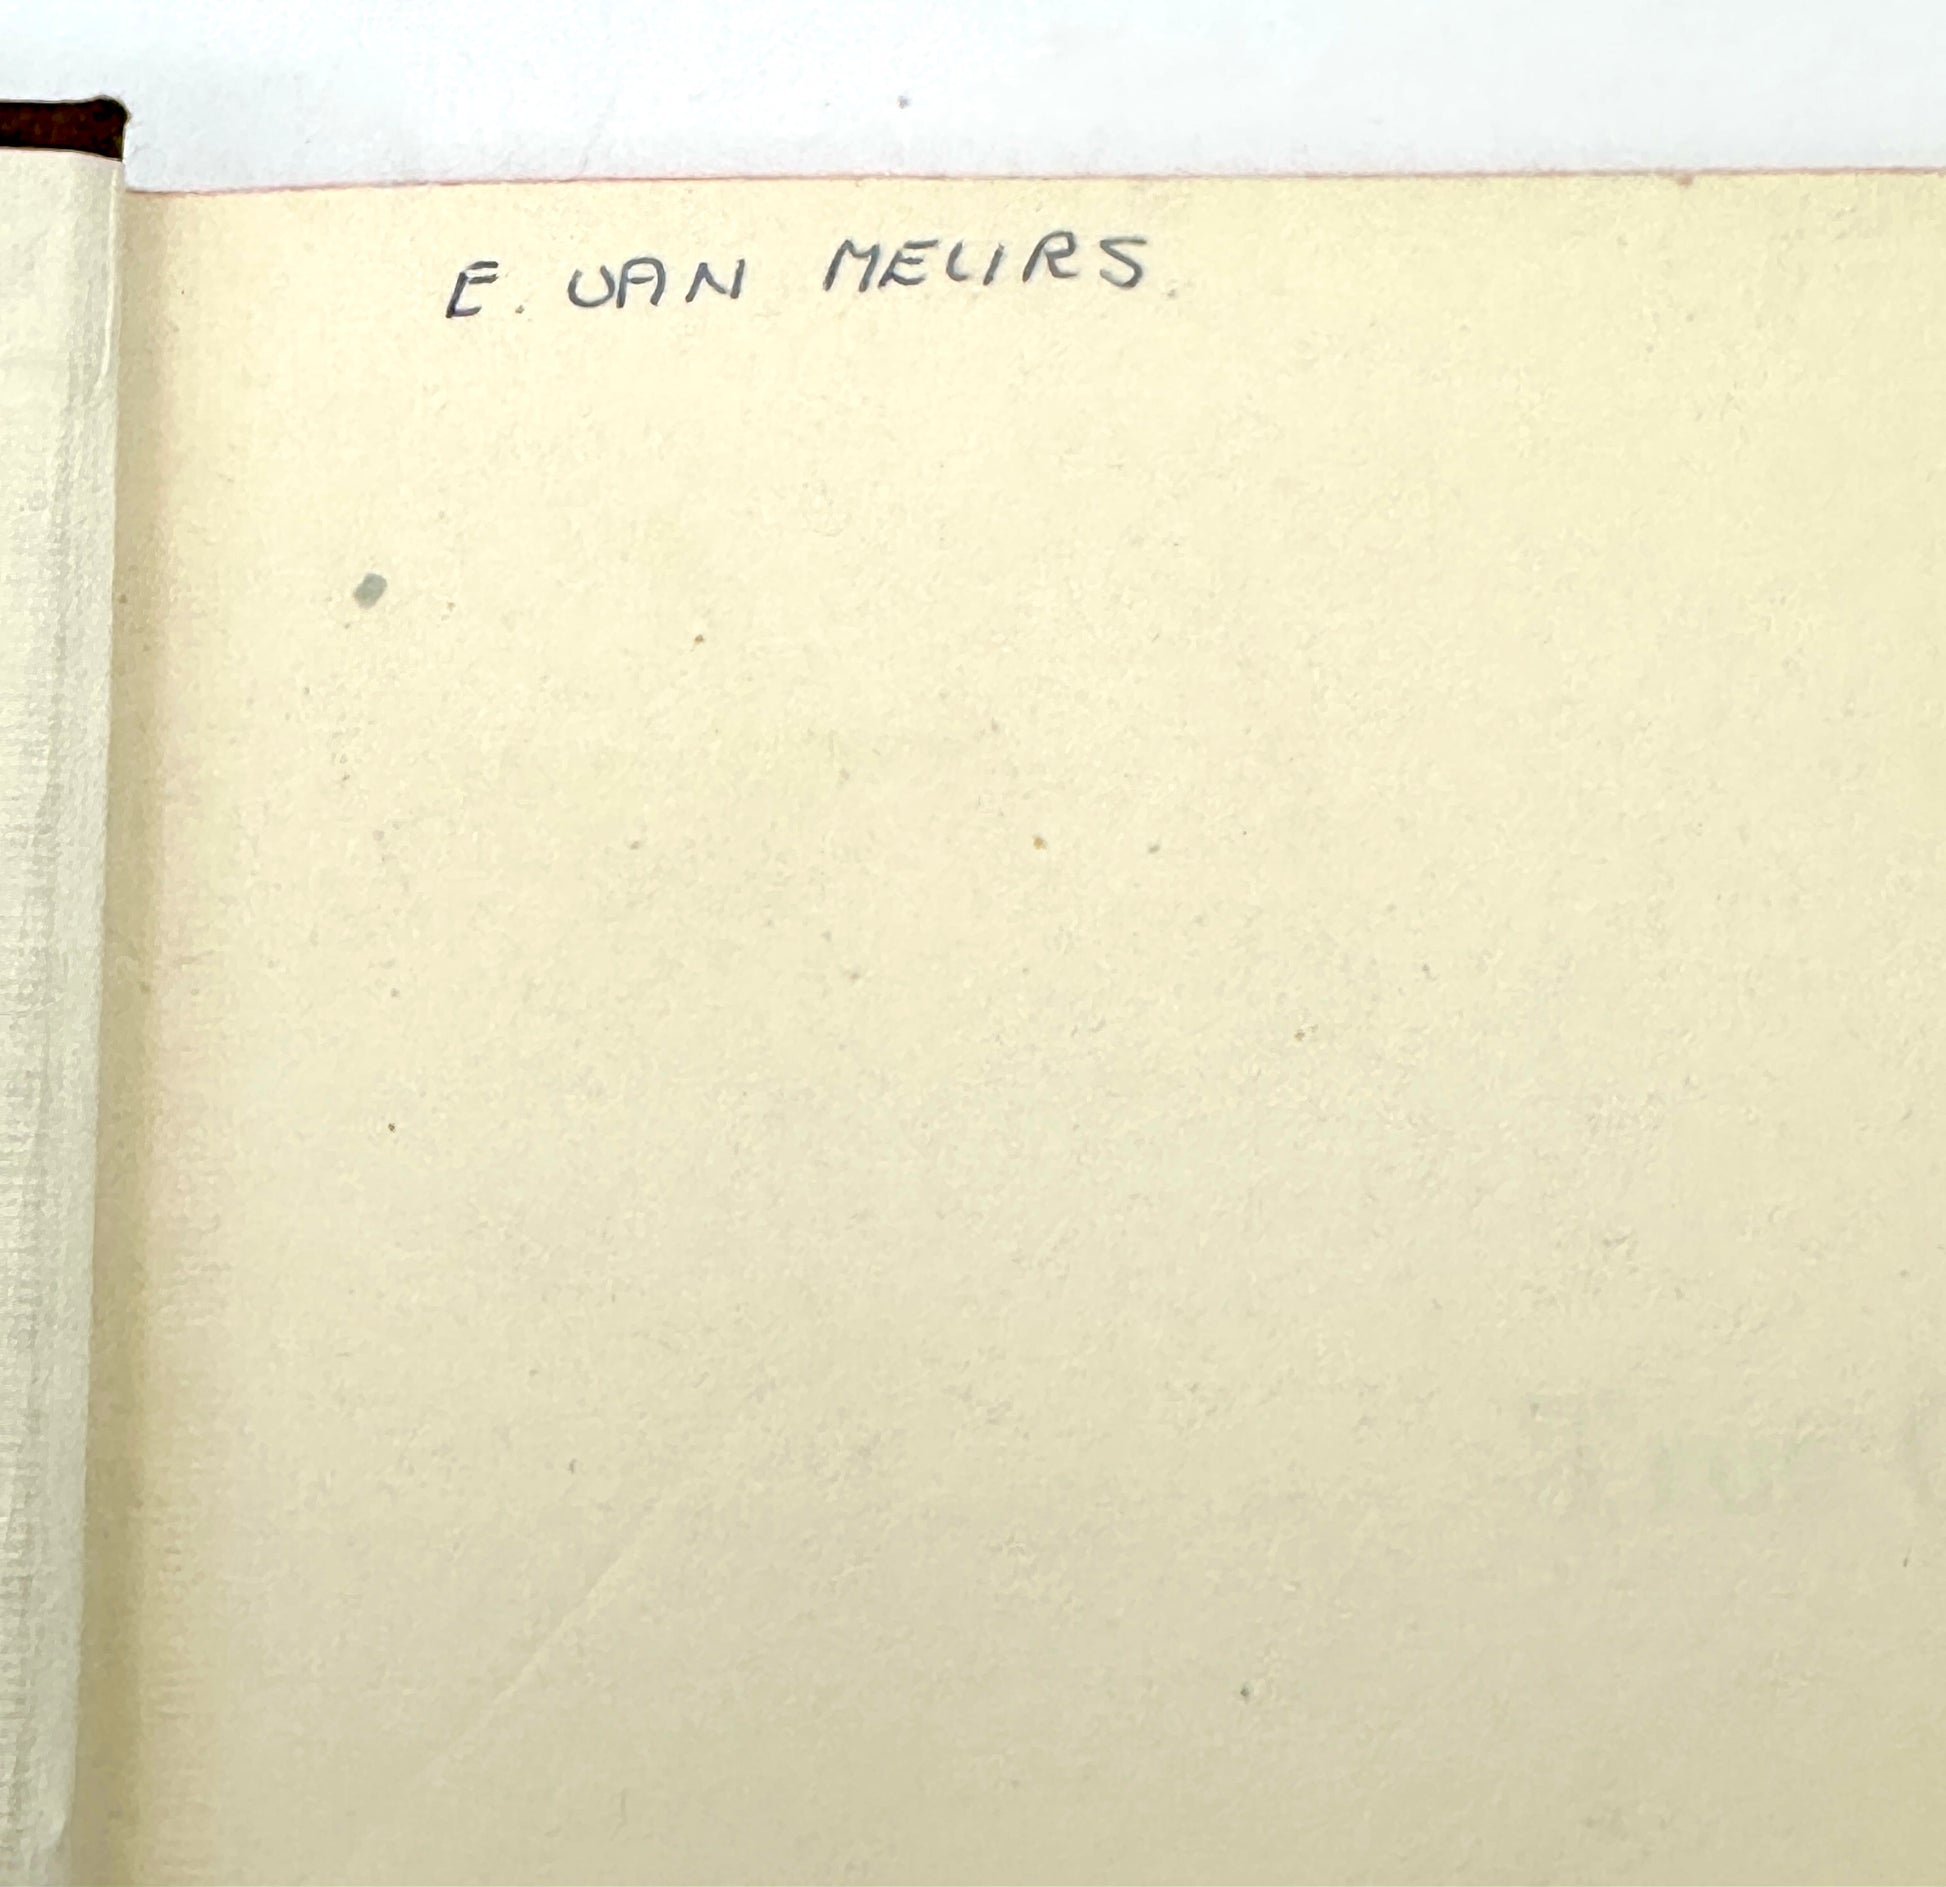 E. VAN MEURS.